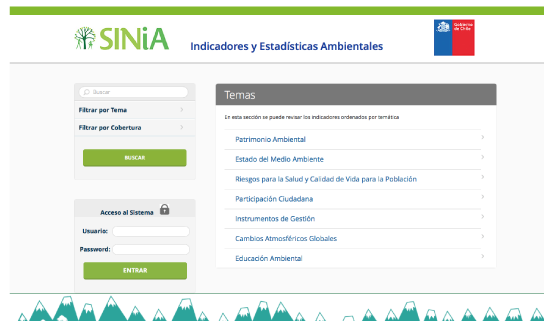 SINiA
Indicadores y Estadísticas Ambientales
Gobierno
de Chile
Buscar
Filtrar por Tema
Filtrar por Cobertura
BUSCAR
Acceso al Sistema
Usuario:
Password:
ENTRAR
Temas
En esta sección se puede revisar los indicadores ordenados por temática
Patrimonio Ambiental
Estado del Medio Ambiente
Riesgos para la Salud y Calidad de Vida para la Población
Participación Ciudadana
Instrumentos de Gestión
Cambios Atmosféricos Globales
Educación Ambiental